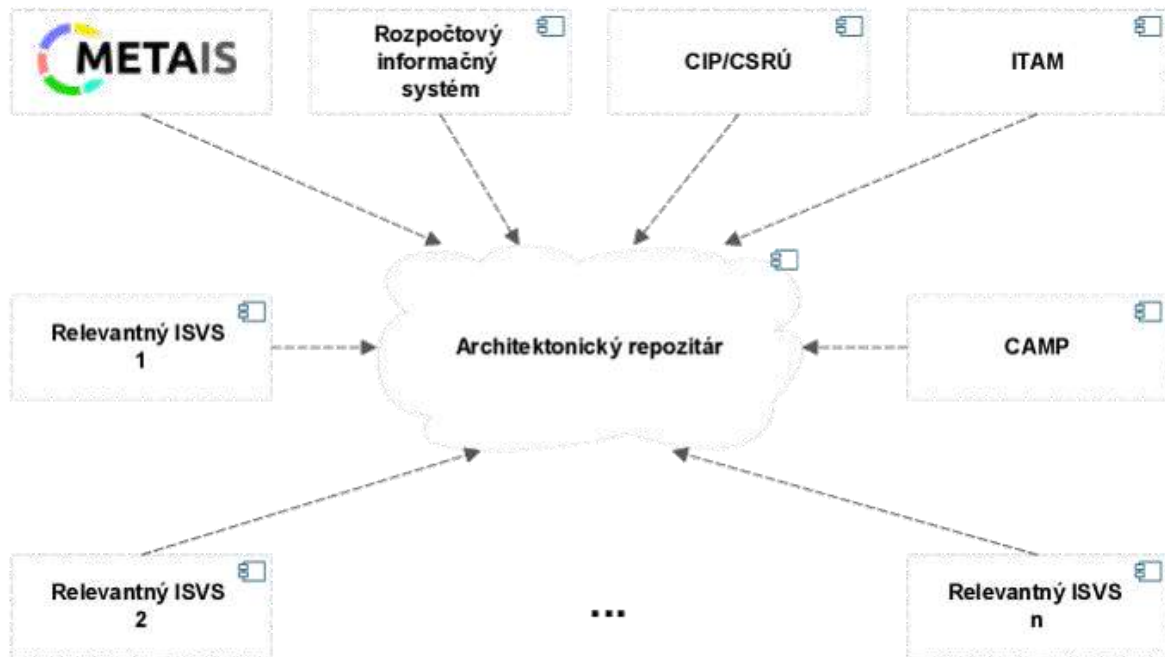 METAIS
Rozpočtový
informačný
systém
CIP/CSRÚ
ITAM
Relevantný ISVS
1
Architektonický repozitár
CAMP
Relevantný ISVS
2
...
Relevantný ISVS
n